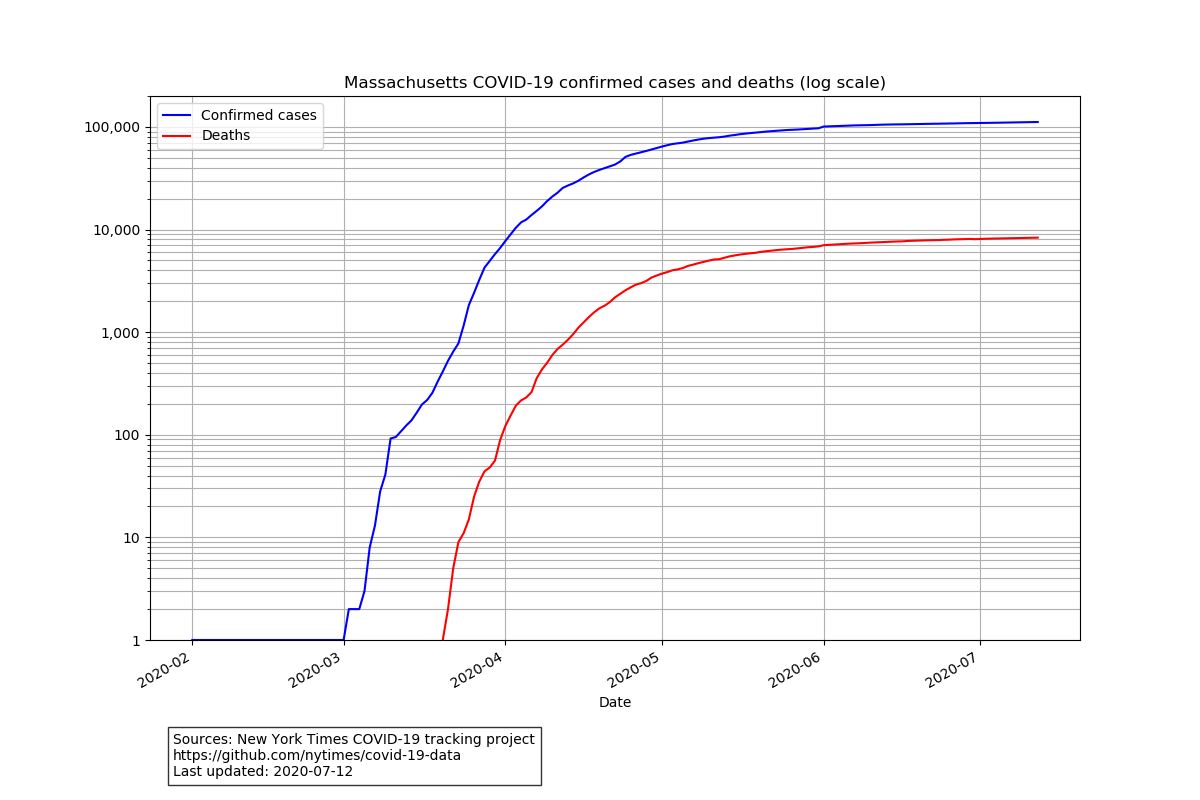 Massachusetts COVID-19 confirmed cases and deaths (log scale)
Confirmed cases
Deaths
100,000
10,000
1,000
100
10
1
2020-02
2020-03
2020-04
2020-05
2020-06
2020-07
Date
Sources: New York Times COVID-19 tracking project
https://github.com/nytimes/covid-19-data
Last updated: 2020-07-12